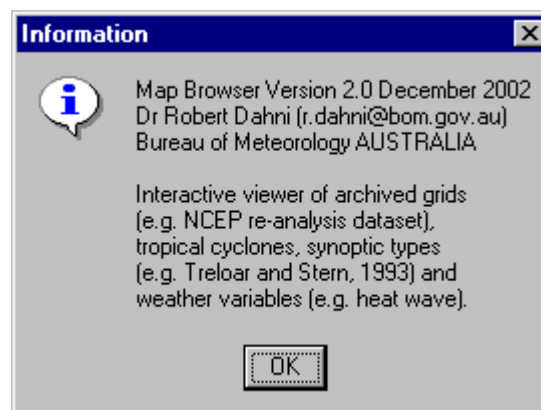 Information
Map Browser Version 2.0 December 2002
Dr Robert Dahni (r.dahni@bom.gov.au)
Bureau of Meteorology AUSTRALIA
Interactive viewer of archived grids
(e.g. NCEP re-analysis dataset),
tropical cyclones, synoptic types
(e.g. Treloar and Stern, 1993) and
weather variables (e.g. heat wave).
OK